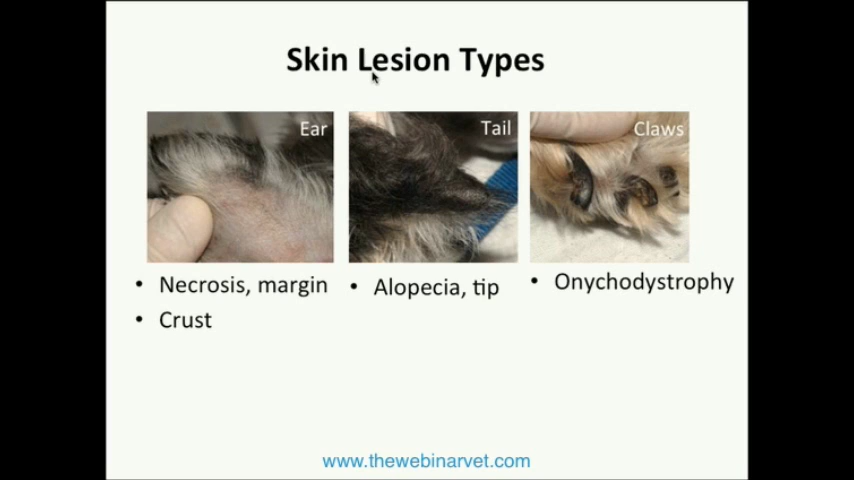 Skin Lesion Types
Ear
Tail
Claws
• Necrosis, margin
• Crust
• Alopecia, tip
• Onychodystrophy
www.thewebinarvet.com